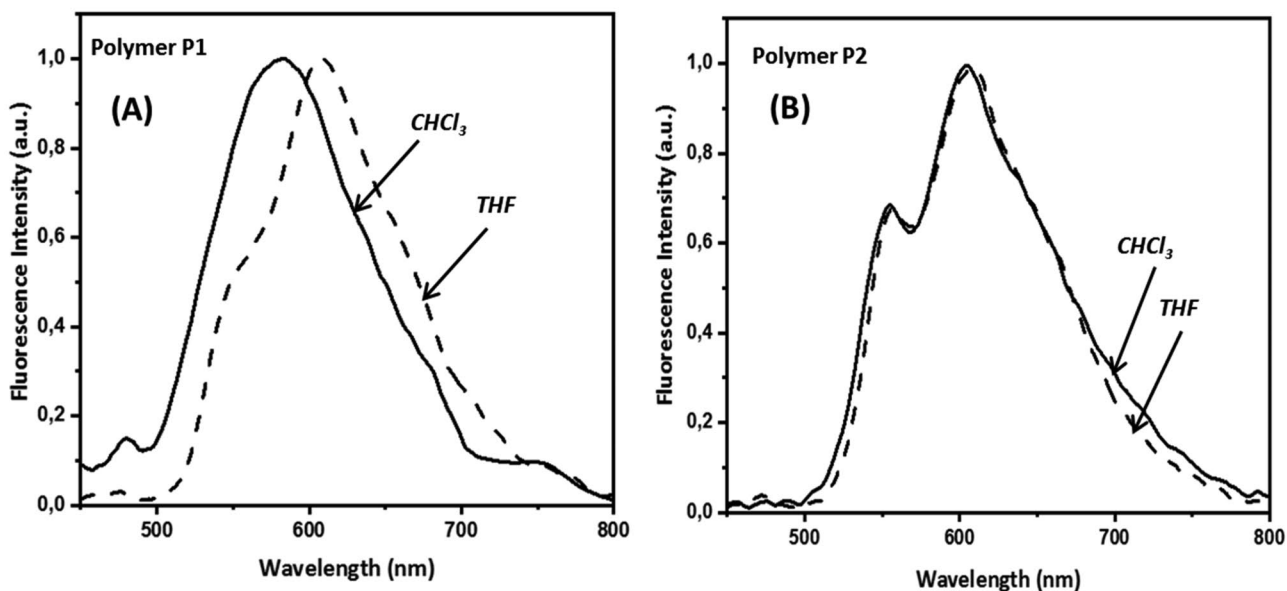 Polymer P1
(A)
CHCl₃
THF
Fluorescence Intensity (a.u.)
1,0
0,8
0,6
0,4
0,2
0,0
500
600
700
800
Wavelength (nm)
Polymer P2
(B)
CHCl₃
THF
Fluorescence Intensity (a.u.)
1,0
0,8
0,6
0,4
0,2
0,0
500
600
700
800
Wavelength (nm)